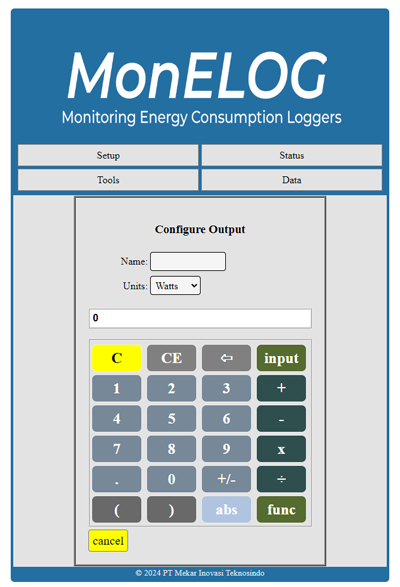 MonELOG
Monitoring Energy Consumption Loggers
Setup Status
Tools Data
Configure Output
Name:
Units: Watts
0
C CE ⇦ input
1 2 3 +
4 5 6 -
7 8 9 x
. 0 +/- ÷
( ) abs func
cancel
© 2024 PT Mekar Inovasi Teknosindo